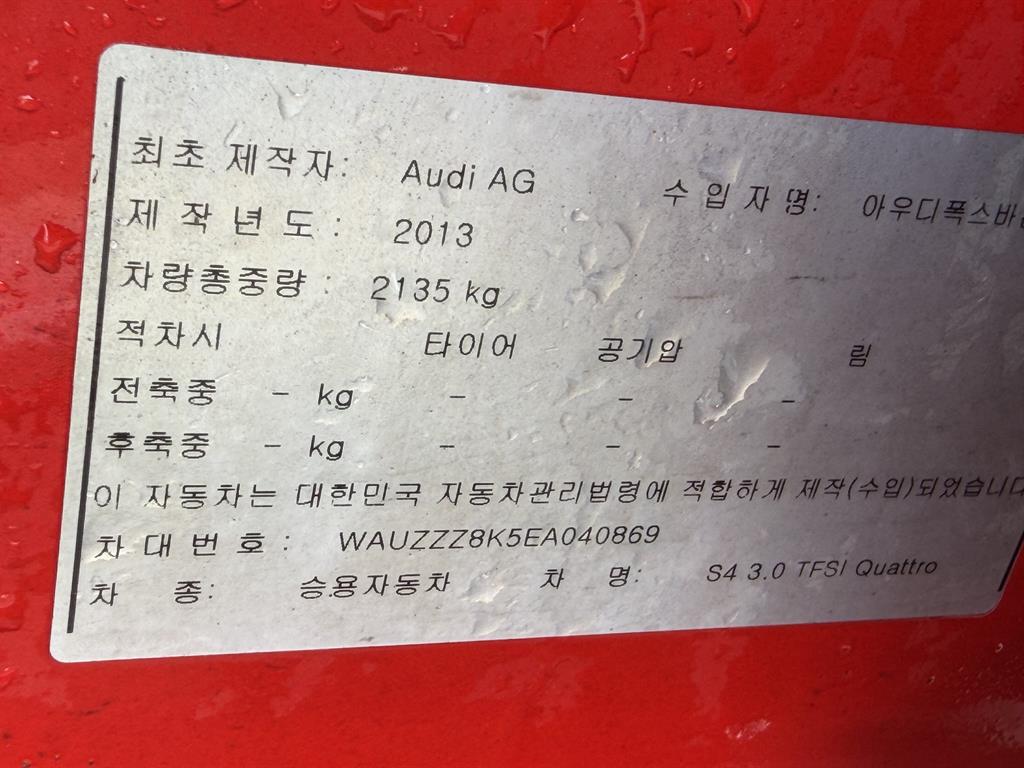 최초 제작자: Audi AG 수 입 자 명: 아우디폭스바
제 작 년 도 : 2013
차량총중량 : 2135 kg
적차시 타이어 공기압 림
전축중 - kg - - -
후축중 - kg - - -
이 자동차는 대한민국 자동차관리법령에 적합하게 제작(수입)되었습니다
차 대 번 호 : WAUZZZ8K5EA040869
차 종: 승용자동차 차 명: S4 3.0 TFSI Quattro